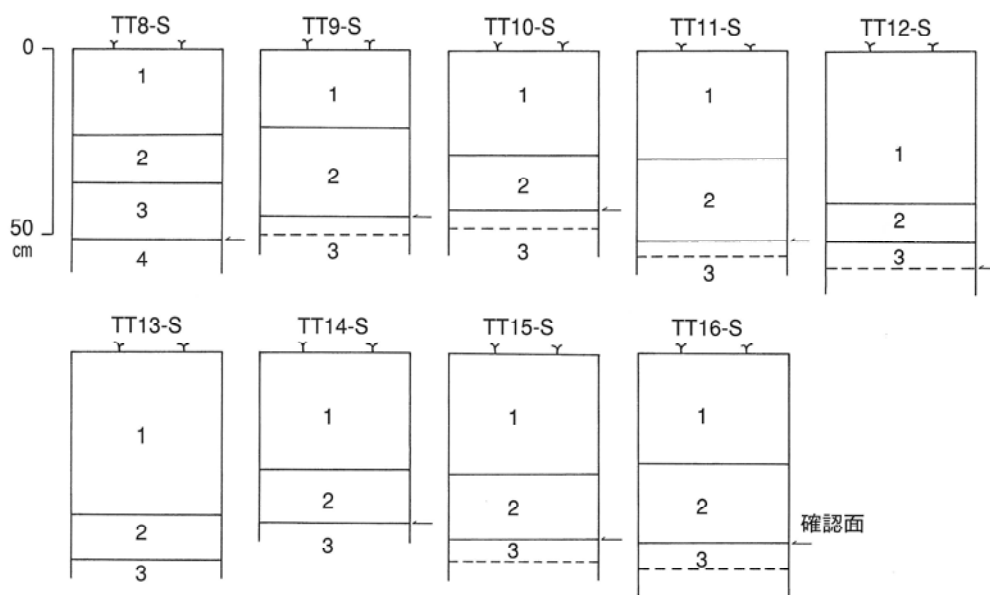 TT8-S TT9-S TT10-S TT11-S TT12-S
0
1 1 1 1 1
2 2 2 2 2
3 3 3 3 3
50
cm
4
TT13-S TT14-S TT15-S TT16-S
1 1 1 1
2 2 2 2
3 3 3 3
確認面